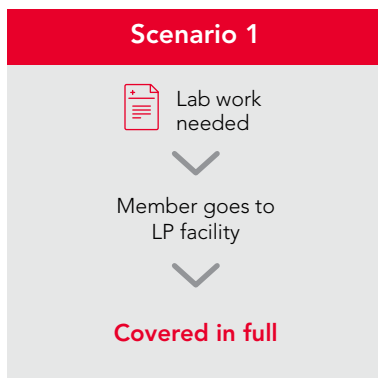 Scenario 1
Lab work
needed
Member goes to
LP facility
Covered in full